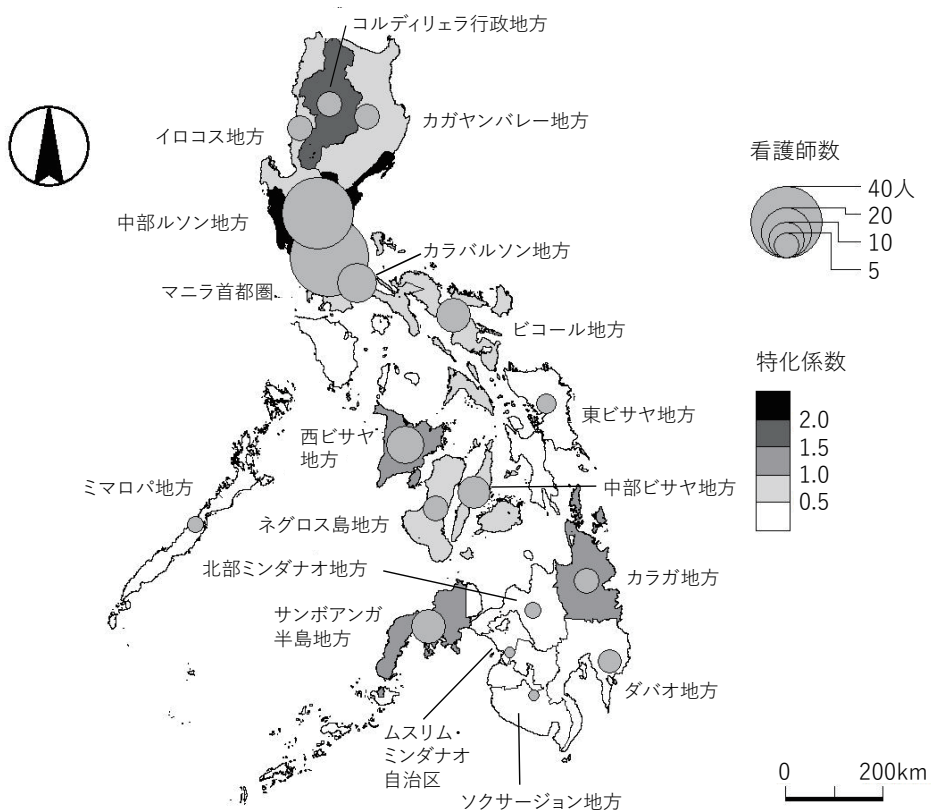 コルディリェラ行政地方
イロコス地方
カガヤンバレー地方
中部ルソン地方
カラバルソン地方
マニラ首都圏
ビコール地方
東ビサヤ地方
西ビサヤ
地方
中部ビサヤ地方
ミマロパ地方
ネグロス島地方
北部ミンダナオ地方
カラガ地方
サンボアンガ
半島地方
ダバオ地方
ムスリム・
ミンダナオ
自治区
ソクサージョン地方
看護師数
40人
20
10
5
特化係数
2.0
1.5
1.0
0.5
0 200km